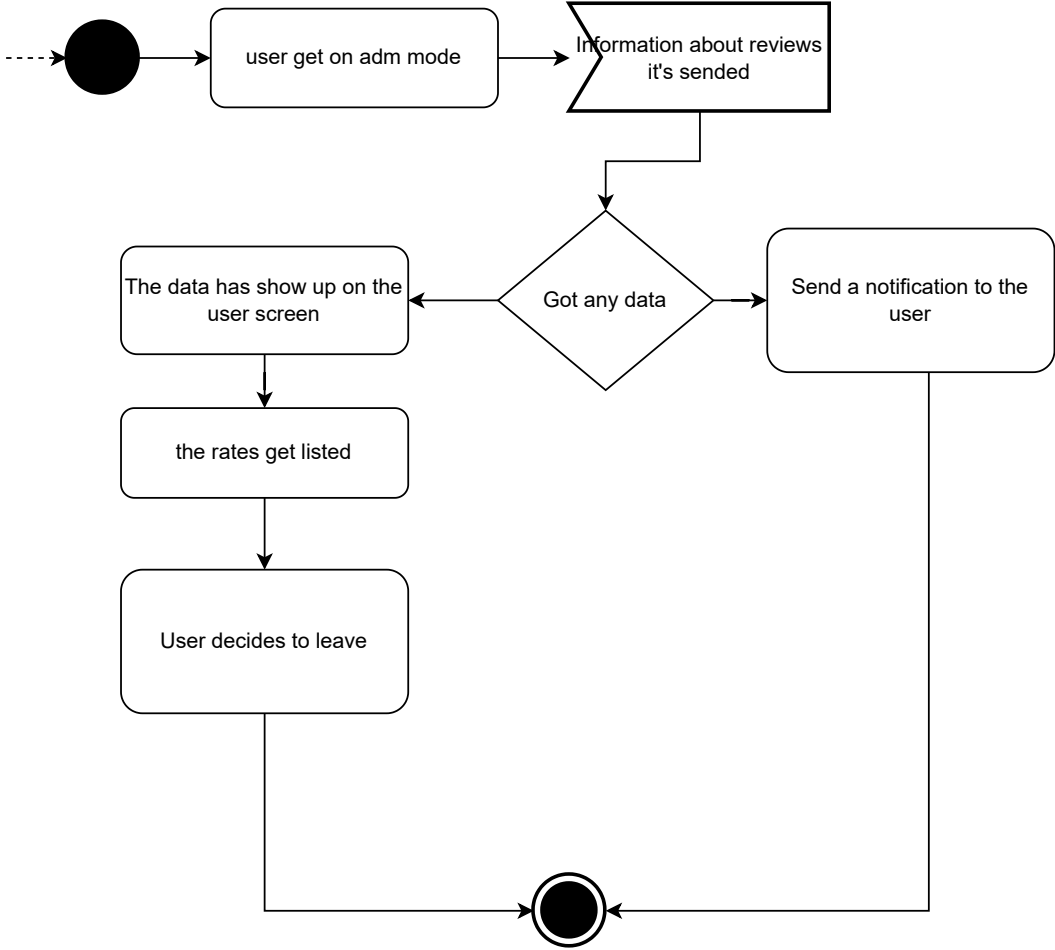 user get on adm mode
Information about reviews
it's sended
Got any data
The data has show up on the
user screen
Send a notification to the
user
the rates get listed
User decides to leave